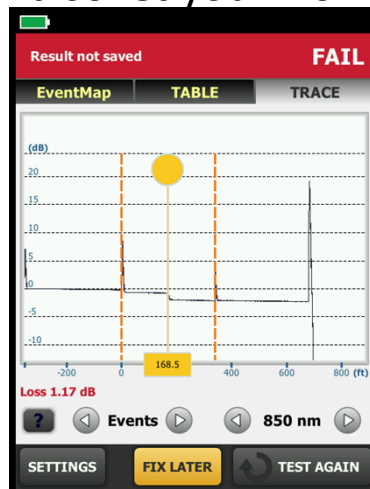 Result not saved
FAIL
EventMap
TABLE
TRACE
(dB)
20
15
10
5
0
-5
-10
-200
0
168.5
400
600
800 (ft)
Loss 1.17 dB
?
Events
850 nm
SETTINGS
FIX LATER
TEST AGAIN